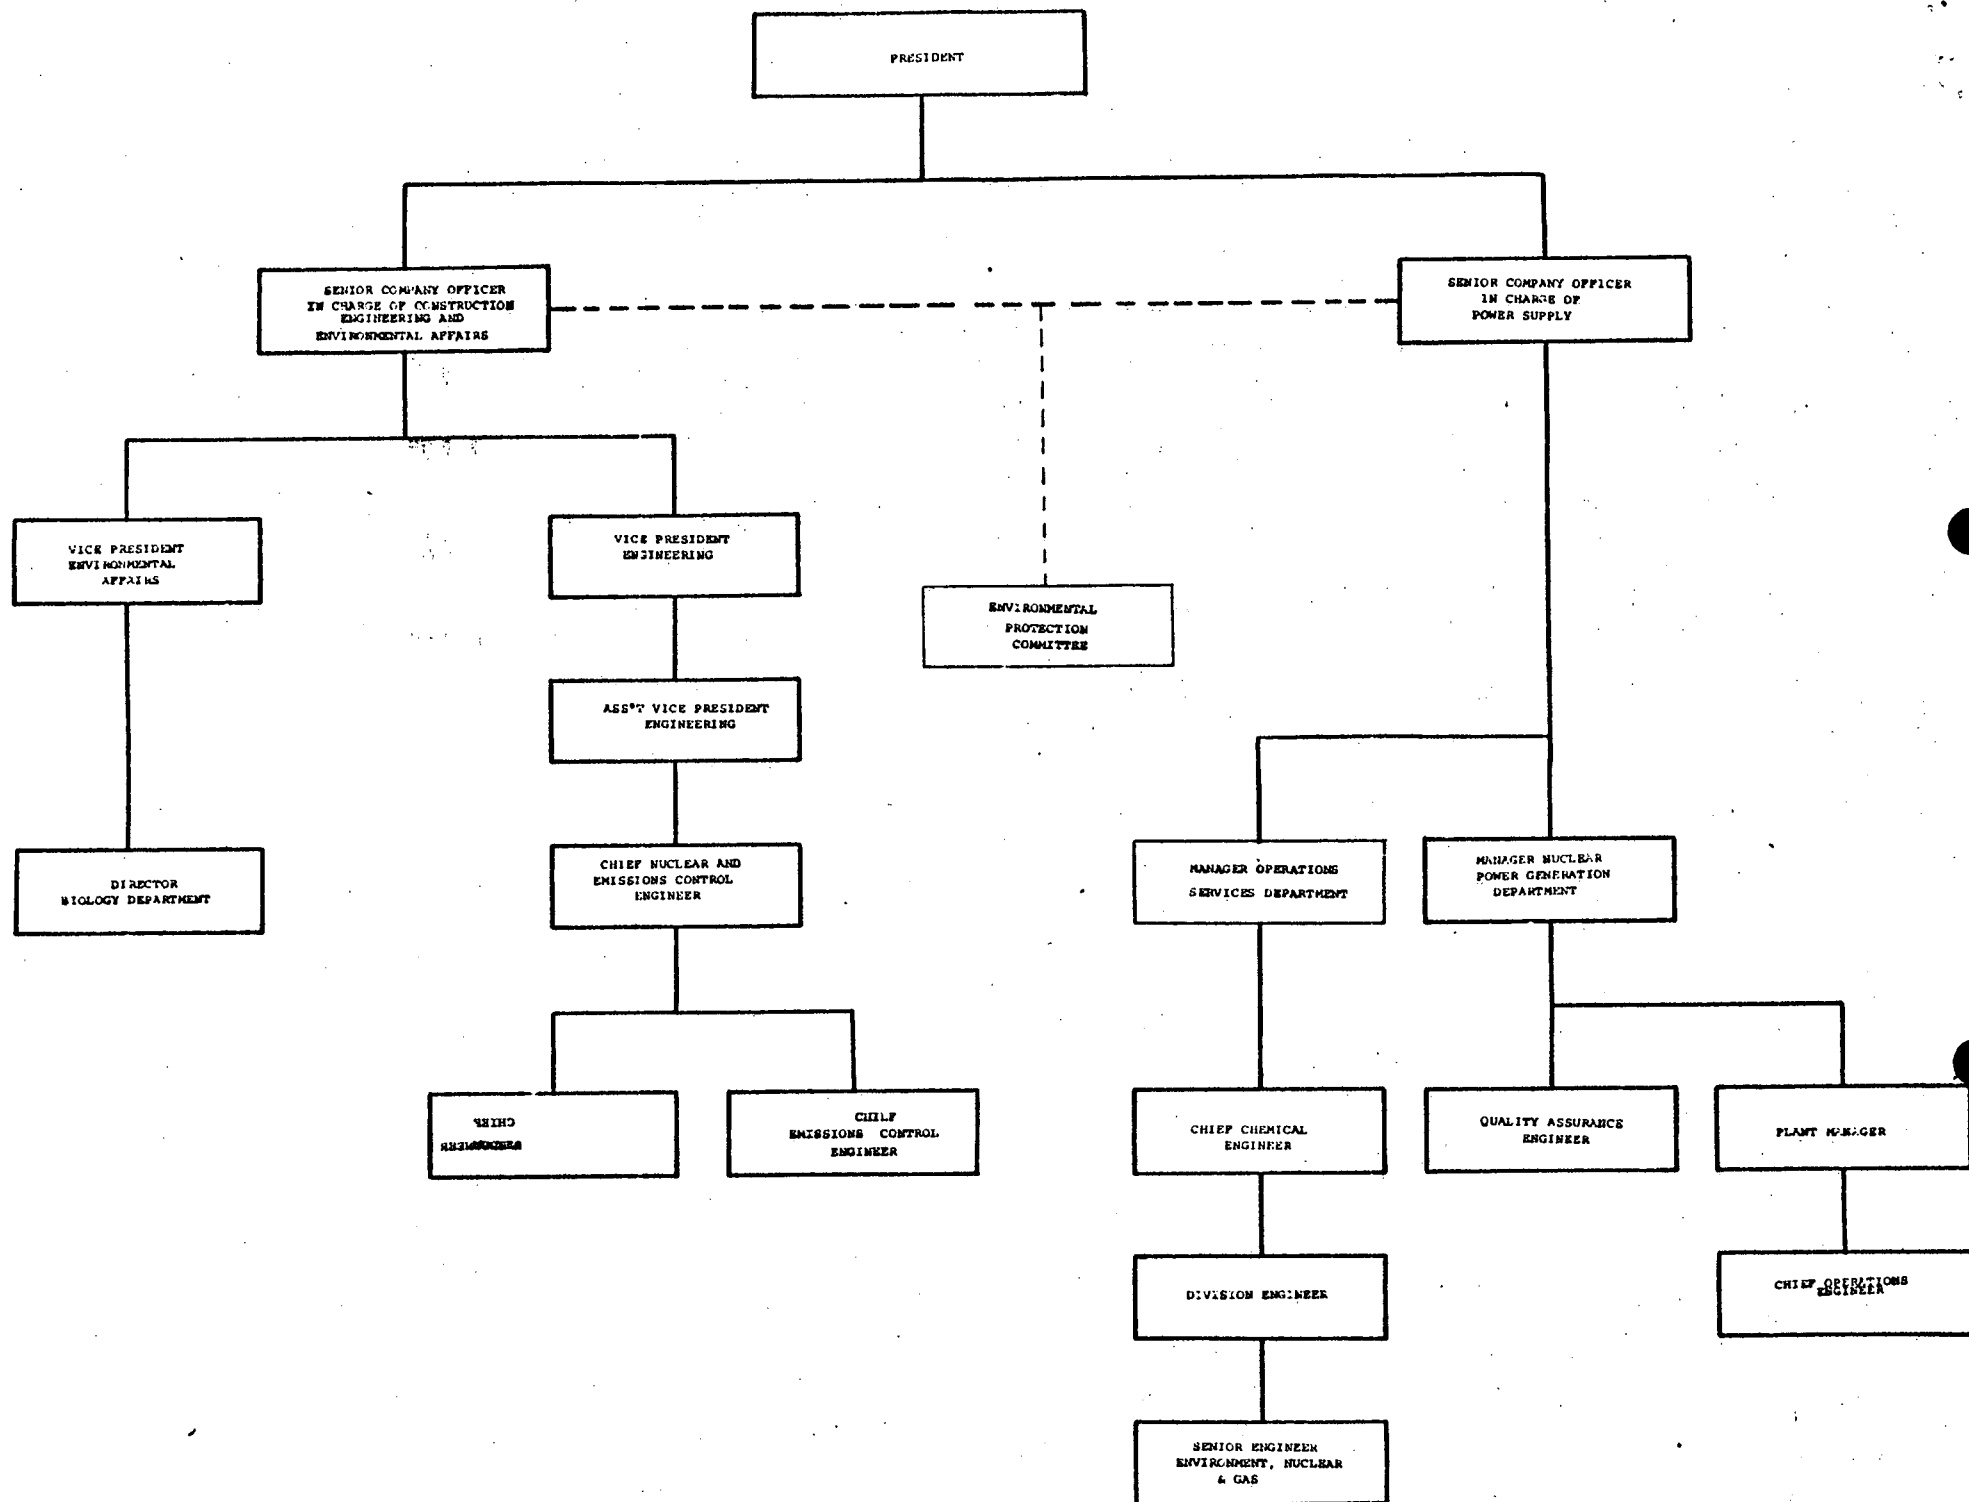 PRESIDENT
SENIOR COMPANY OFFICER
IN CHARGE OF CONSTRUCTION
ENGINEERING AND
ENVIRONMENTAL AFFAIRS
SENIOR COMPANY OFFICER
IN CHARGE OF
POWER SUPPLY
VICE PRESIDENT
ENVIRONMENTAL
AFFAIRS
VICE PRESIDENT
ENGINEERING
ENVIRONMENTAL
PROTECTION
COMMITTEE
ASS'T VICE PRESIDENT
ENGINEERING
DIRECTOR
BIOLOGY DEPARTMENT
CHIEF NUCLEAR AND
EMISSIONS CONTROL
ENGINEER
MANAGER OPERATIONS
SERVICES DEPARTMENT
MANAGER NUCLEAR
POWER GENERATION
DEPARTMENT
CHIEF
CHIEF
EMISSIONS CONTROL
ENGINEER
CHIEF CHEMICAL
ENGINEER
QUALITY ASSURANCE
ENGINEER
PLANT MANAGER
DIVISION ENGINEER
CHIEF OPERATIONS
ENGINEER
SENIOR ENGINEER
ENVIRONMENT, NUCLEAR
& GAS